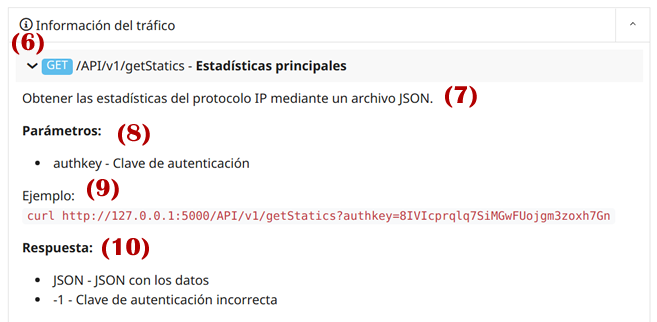 Información del tráfico
(6)
GET /API/v1/getStatics - Estadísticas principales
Obtener las estadísticas del protocolo IP mediante un archivo JSON. (7)
Parámetros: (8)
• authkey - Clave de autenticación
Ejemplo: (9)
curl http://127.0.0.1:5000/API/v1/getStatics?authkey=8IVIcprqlq7SiMGwFUojgm3zoxh7Gn
Respuesta: (10)
• JSON - JSON con los datos
• -1 - Clave de autenticación incorrecta